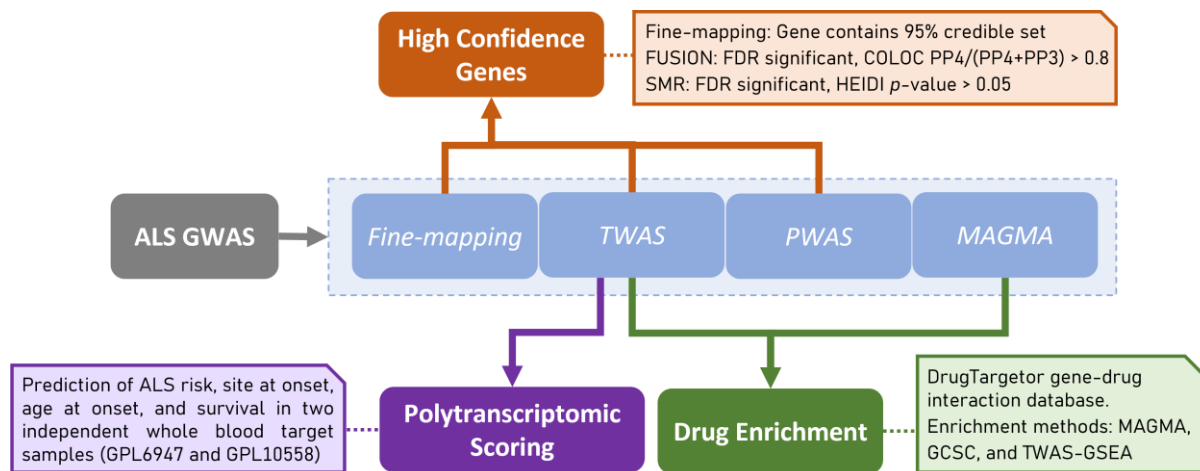 High Confidence
Genes
Fine-mapping: Gene contains 95% credible set
FUSION: FDR significant, COLOC PP4/(PP4+PP3) > 0.8
SMR: FDR significant, HEIDI p-value > 0.05
ALS GWAS
Fine-mapping
TWAS
PWAS
MAGMA
Prediction of ALS risk, site at onset,
age at onset, and survival in two
independent whole blood target
samples (GPL6947 and GPL10558)
Polytranscriptomic
Scoring
Drug Enrichment
DrugTargetor gene-drug
interaction database.
Enrichment methods: MAGMA,
GCSC, and TWAS-GSEA